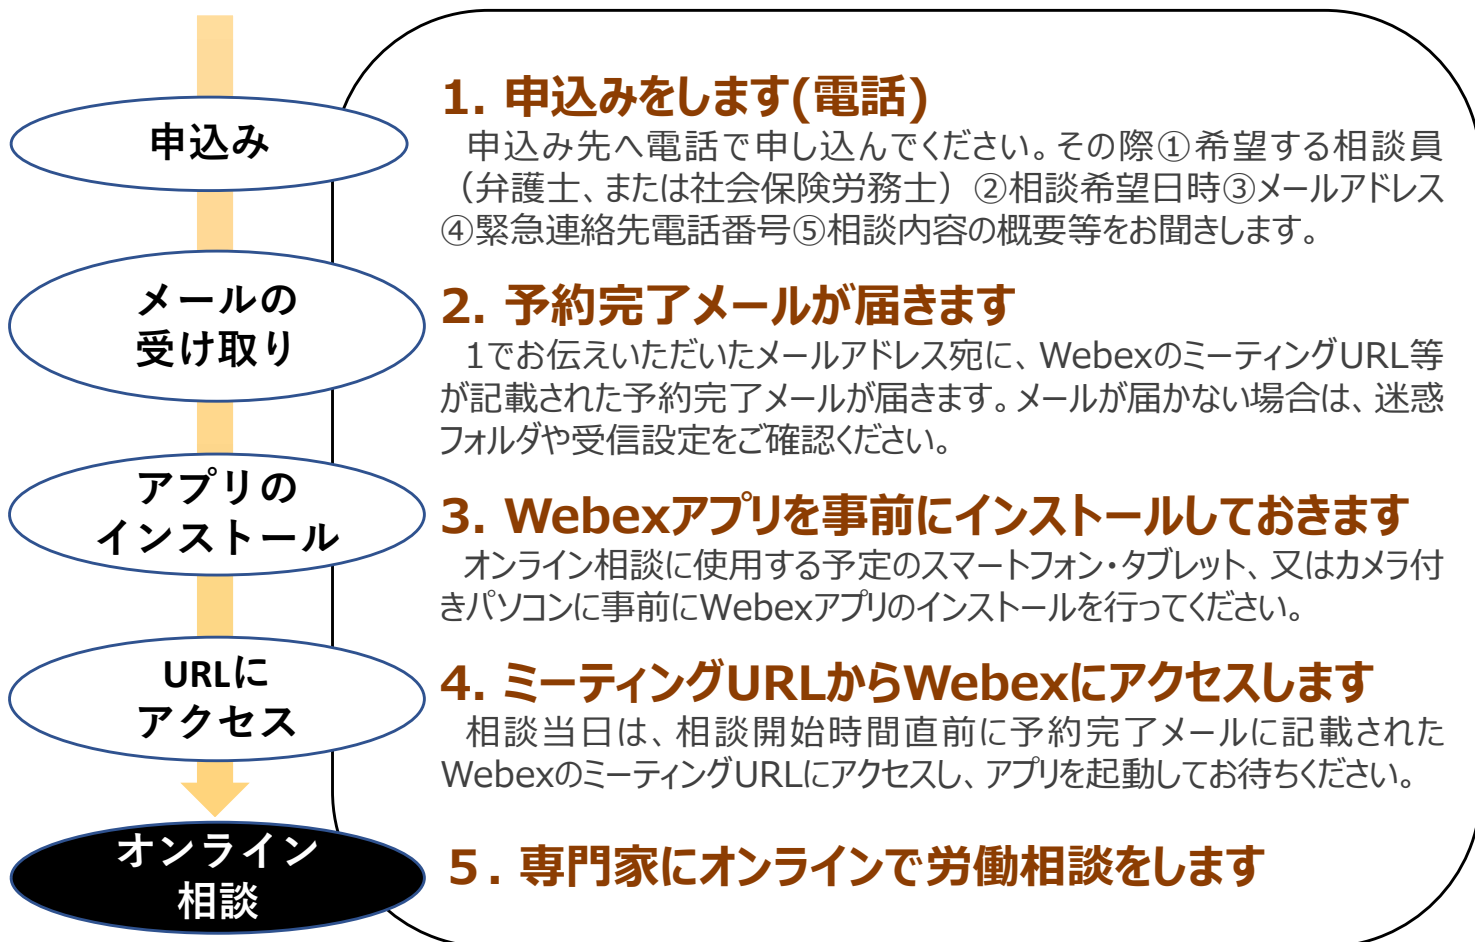 申込み
1. 申込みをします(電話)
申込み先へ電話で申し込んでください。その際①希望する相談員
（弁護士、または社会保険労務士）②相談希望日時③メールアドレス
④緊急連絡先電話番号⑤相談内容の概要等をお聞きします。
メールの
受け取り
2. 予約完了メールが届きます
1でお伝えいただいたメールアドレス宛に、WebexのミーティングURL等
が記載された予約完了メールが届きます。メールが届かない場合は、迷惑
フォルダや受信設定をご確認ください。
アプリの
インストール
3. Webexアプリを事前にインストールしておきます
オンライン相談に使用する予定のスマートフォン・タブレット、又はカメラ付
きパソコンに事前にWebexアプリのインストールを行ってください。
URLに
アクセス
4. ミーティングURLからWebexにアクセスします
相談当日は、相談開始時間直前に予約完了メールに記載された
WebexのミーティングURLにアクセスし、アプリを起動してお待ちください。
オンライン
相談
５. 専門家にオンラインで労働相談をします